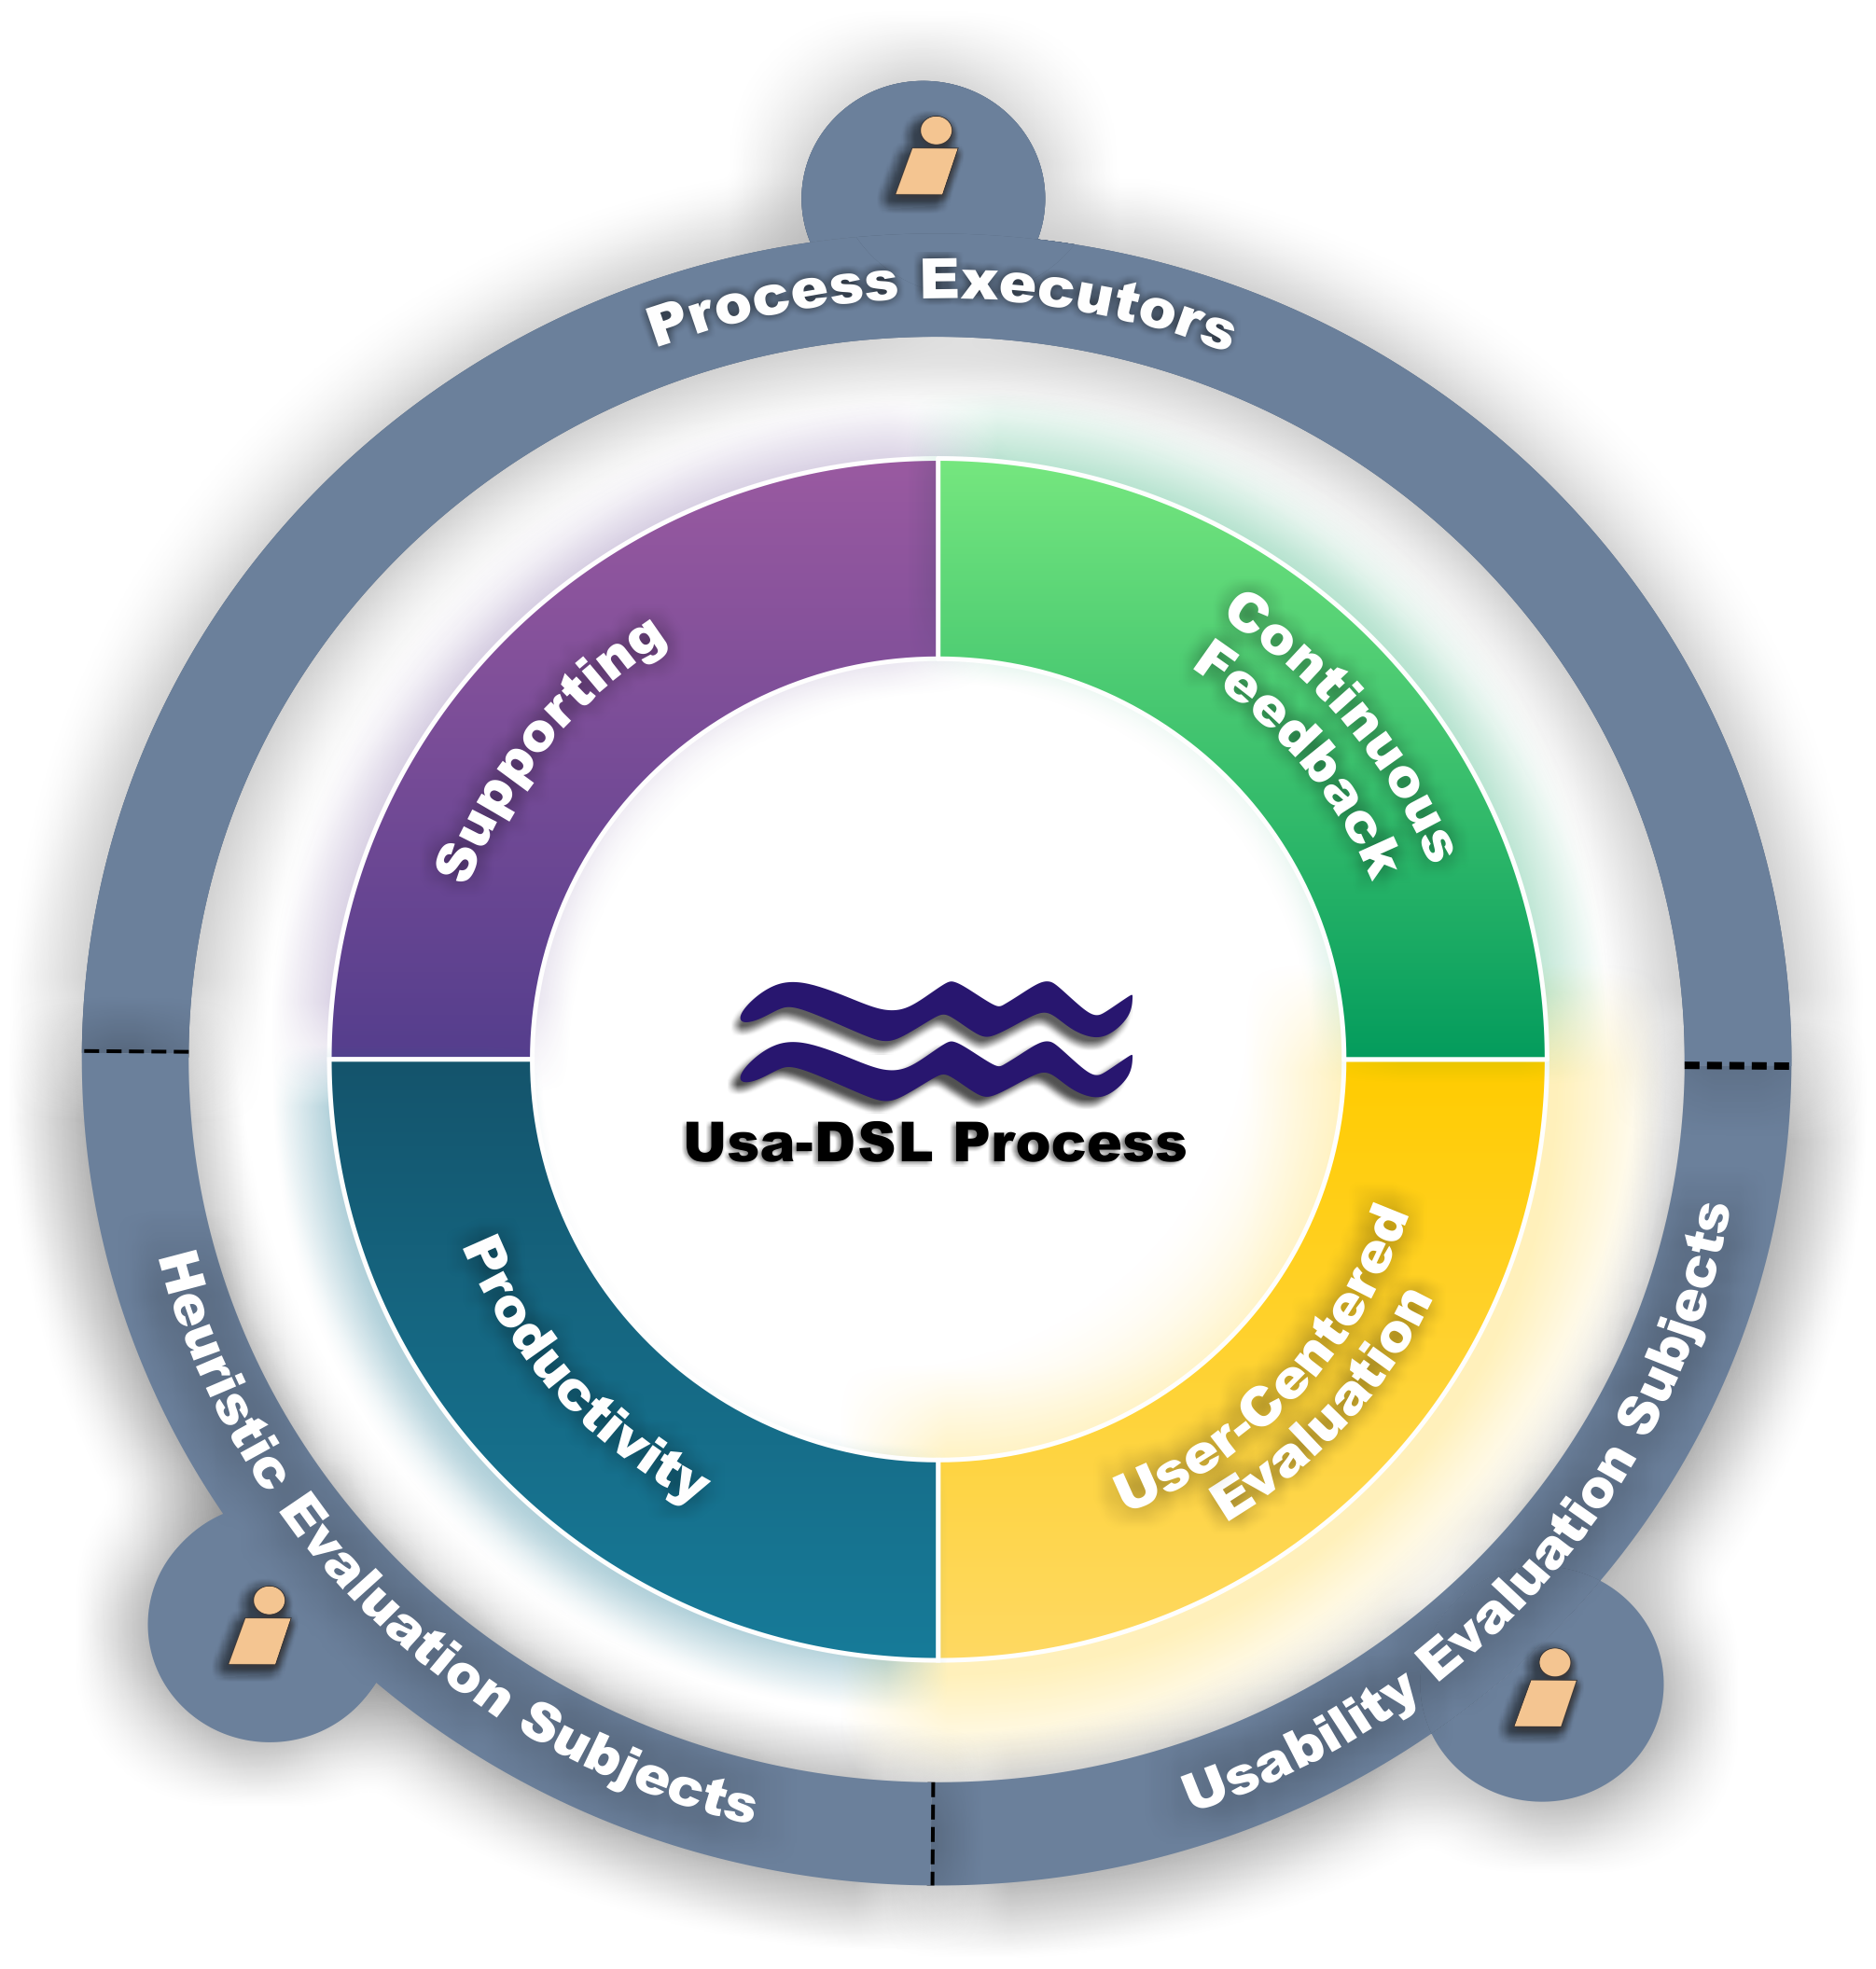 Process Executors
Supporting
Continuous
Feedback
Usa-DSL Process
Productivity
User-Centered
Evaluation
Heuristic Evaluation Subjects
Usability Evaluation Subjects